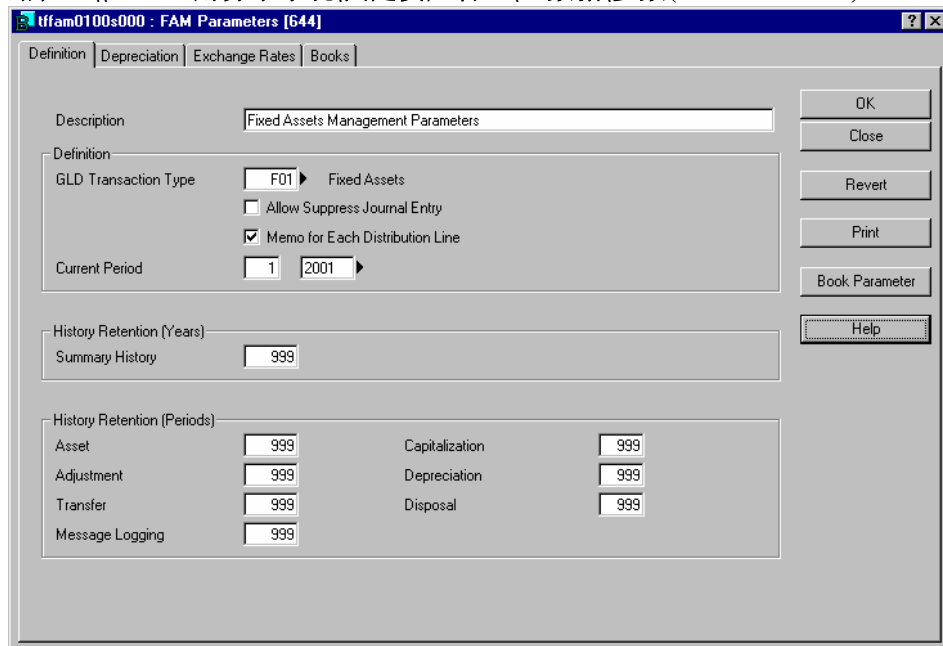 tffam0100s000 : FAM Parameters [644]
Definition
Depreciation
Exchange Rates
Books
Description
Fixed Assets Management Parameters
Definition
GLD Transaction Type
F01
Fixed Assets
Allow Suppress Journal Entry
Memo for Each Distribution Line
Current Period
1
2001
History Retention (Years)
Summary History
999
History Retention (Periods)
Asset
999
Capitalization
999
Adjustment
999
Depreciation
999
Transfer
999
Disposal
999
Message Logging
999
OK
Close
Revert
Print
Book Parameter
Help